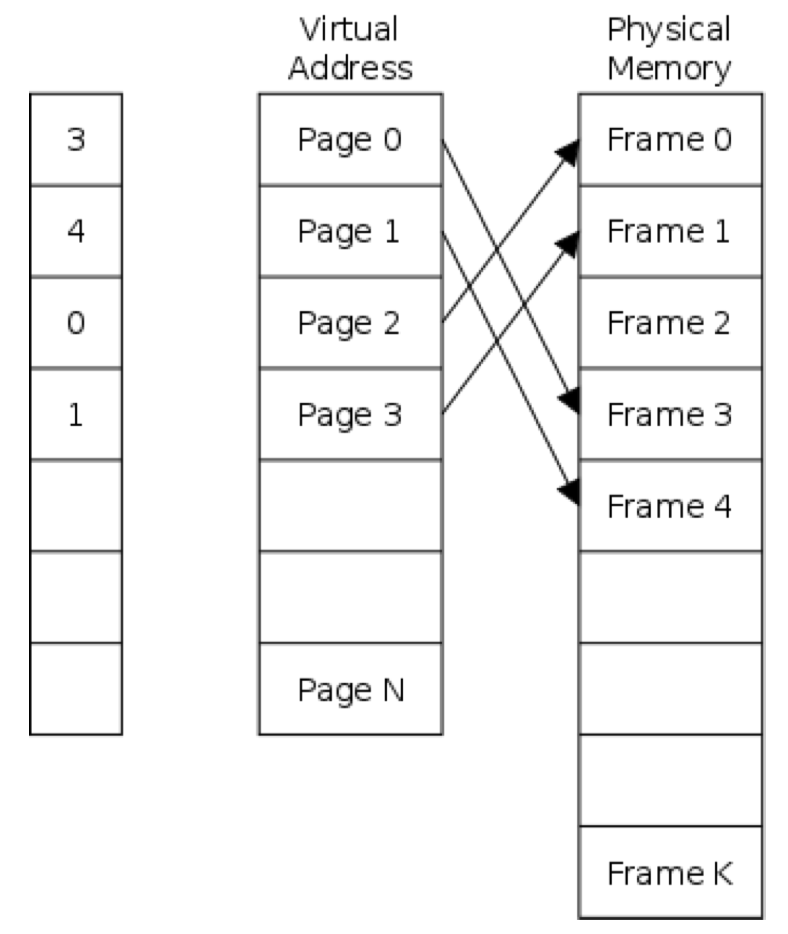 Virtual
Address
Physical
Memory
3
Page 0
Frame 0
4
Page 1
Frame 1
0
Page 2
Frame 2
1
Page 3
Frame 3
Frame 4
Page N
Frame K